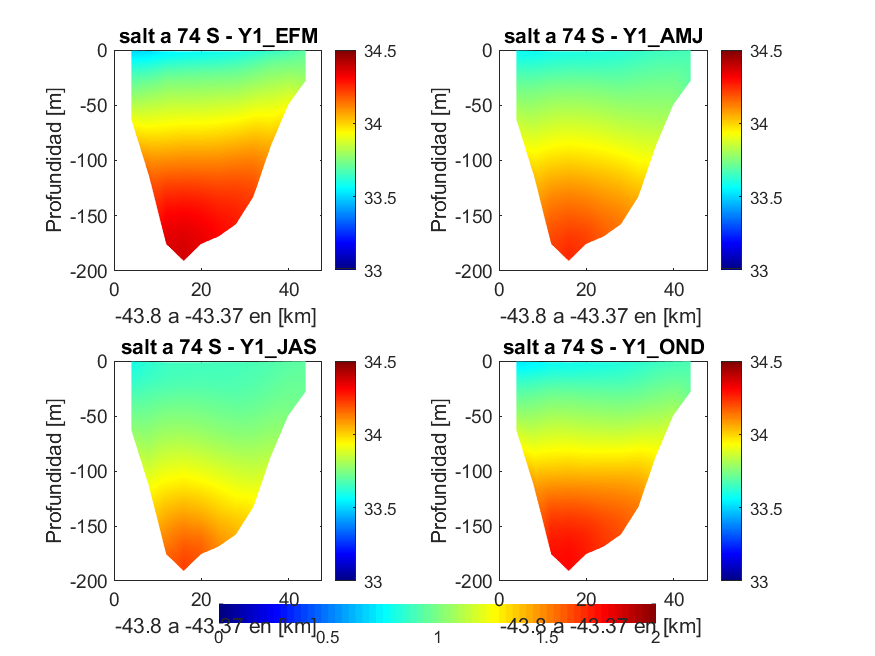 salt a 74 S - Y1_EFM
0
-50
-100
-150
-200
Profundidad [m]
0 20 40
-43.8 a -43.37 en [km]
34.5
34
33.5
33
salt a 74 S - Y1_AMJ
0
-50
-100
-150
-200
Profundidad [m]
0 20 40
-43.8 a -43.37 en [km]
34.5
34
33.5
33
salt a 74 S - Y1_JAS
0
-50
-100
-150
-200
Profundidad [m]
0 20 40
-43.8 a -43.37 en [km]
34.5
34
33.5
33
salt a 74 S - Y1_OND
0
-50
-100
-150
-200
Profundidad [m]
0 20 40
-43.8 a -43.37 en [km]
34.5
34
33.5
33
0 0.5 1 1.5 2